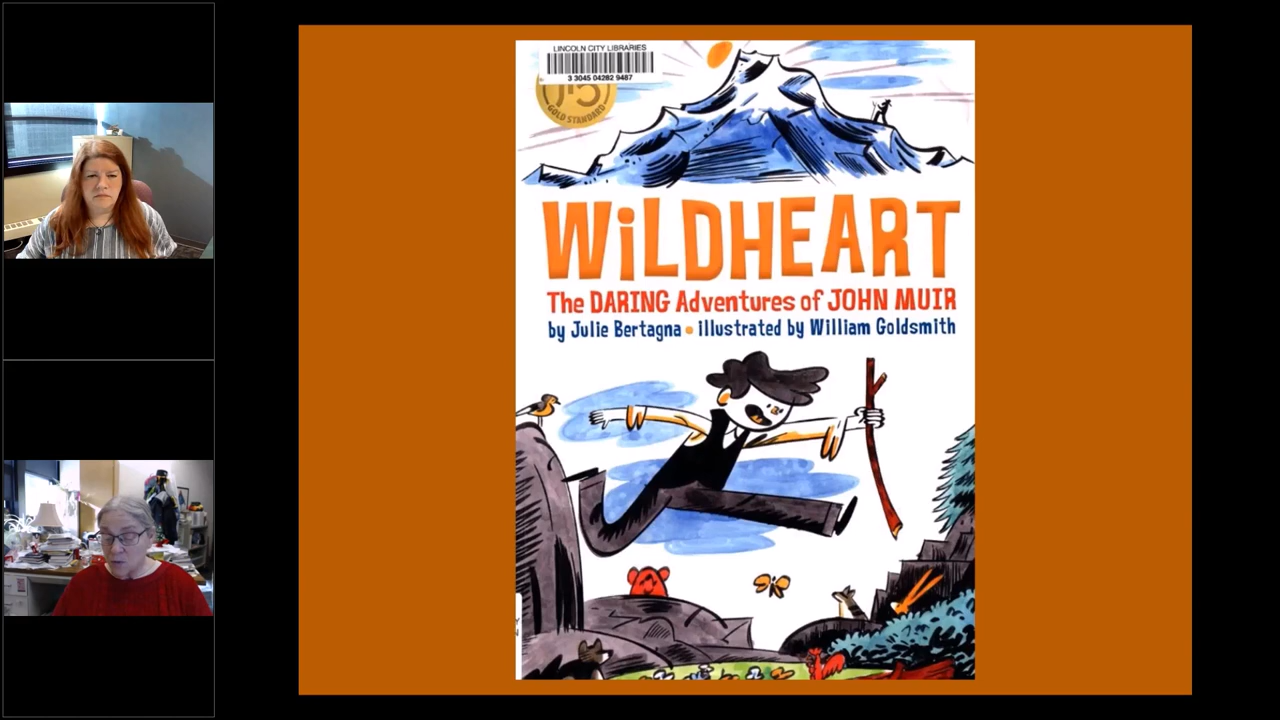 LINCOLN CITY LIBRARIES
3 3045 04282 9487
GOLD STANDARD
WiLDHEART
The DARING Adventures of JOHN MUIR
by Julie Bertagna • illustrated by William Goldsmith